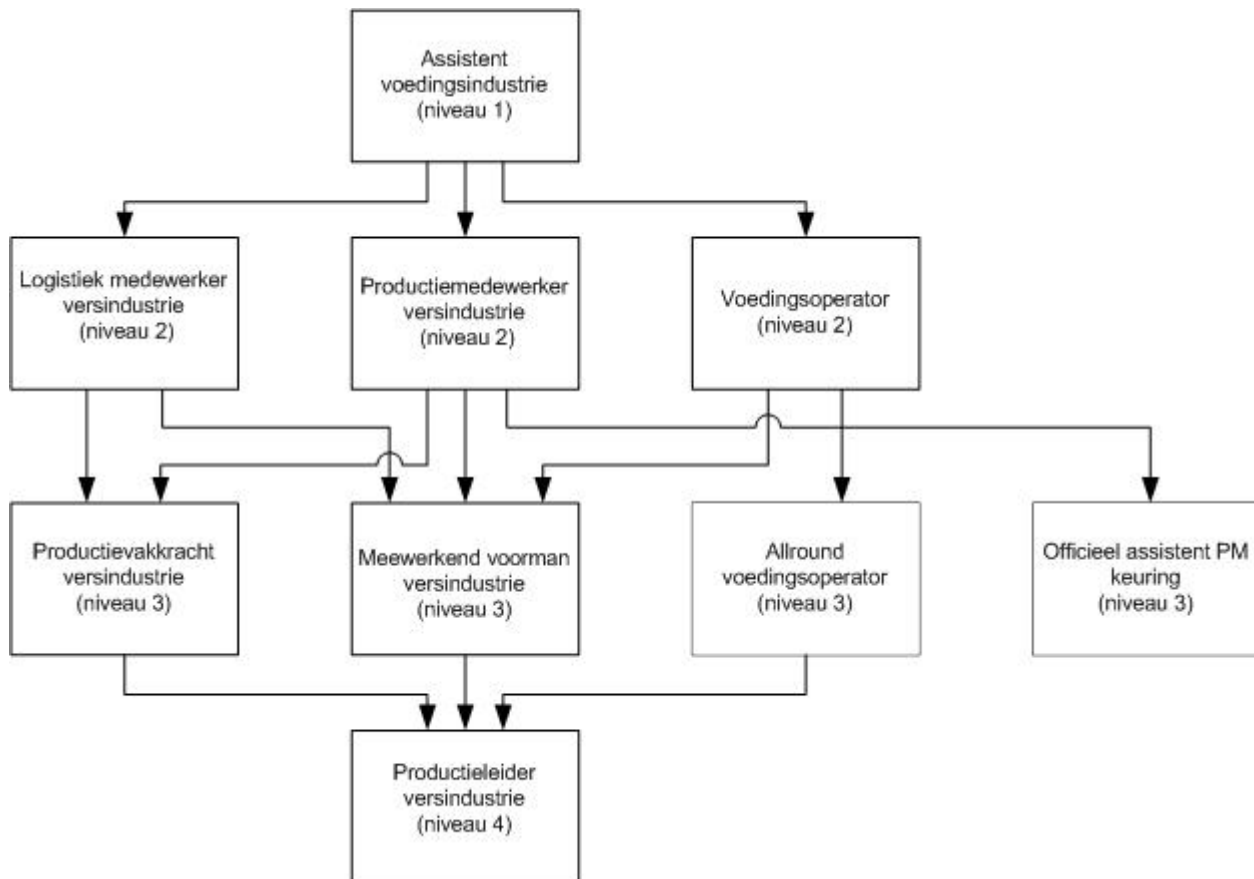 Assistent
voedingsindustrie
(niveau 1)
Logistiek medewerker
versindustrie
(niveau 2)
Productiemedewerker
versindustrie
(niveau 2)
Voedingsoperator
(niveau 2)
Productievakkracht
versindustrie
(niveau 3)
Meewerkend voorman
versindustrie
(niveau 3)
Allround
voedingsoperator
(niveau 3)
Officieel assistent PM
keuring
(niveau 3)
Productieleider
versindustrie
(niveau 4)